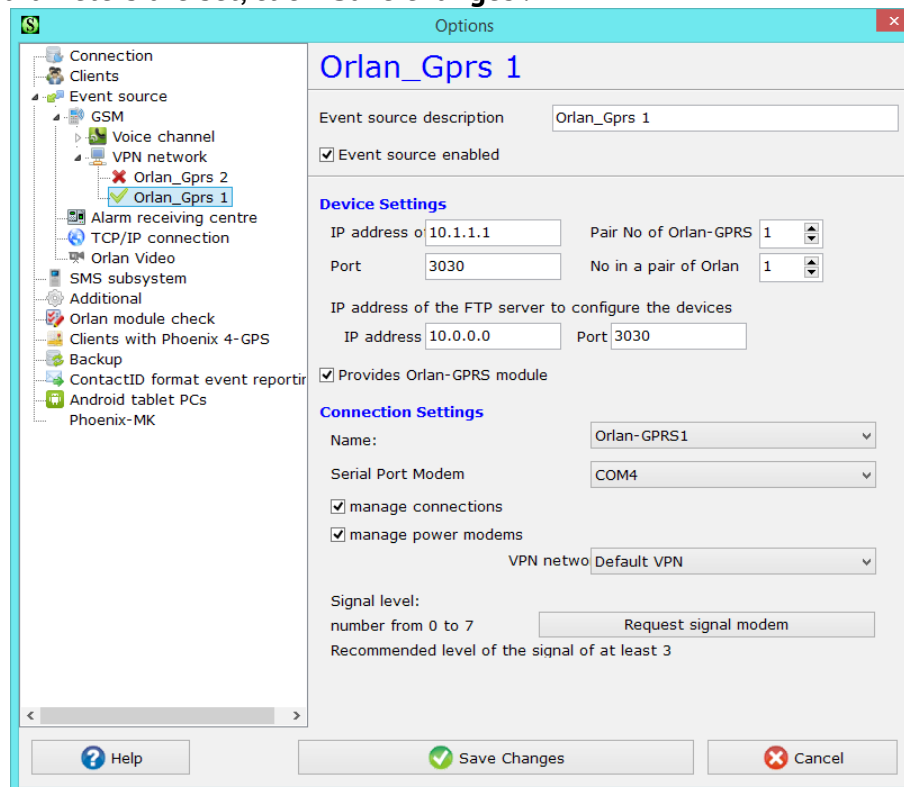 Options
Connection
Clients
Event source
GSM
Voice channel
VPN network
Orlan_Gprs 2
Orlan_Gprs 1
Alarm receiving centre
TCP/IP connection
Orlan Video
SMS subsystem
Additional
Orlan module check
Clients with Phoenix 4-GPS
Backup
ContactID format event reportin
Android tablet PCs
Phoenix-MK
Orlan_Gprs 1
Event source description Orlan_Gprs 1
Event source enabled
Device Settings
IP address of 10.1.1.1 Pair No of Orlan-GPRS 1
Port 3030 No in a pair of Orlan 1
IP address of the FTP server to configure the devices
IP address 10.0.0.0 Port 3030
Provides Orlan-GPRS module
Connection Settings
Name: Orlan-GPRS1
Serial Port Modem COM4
manage connections
manage power modems
VPN netwo Default VPN
Signal level:
number from 0 to 7 Request signal modem
Recommended level of the signal of at least 3
Help Save Changes Cancel